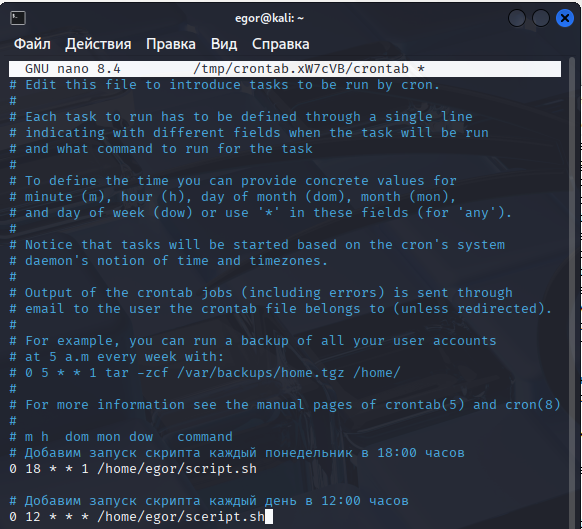 egor@kali: ~
Файл Действия Правка Вид Справка
GNU nano 8.4 /tmp/crontab.xW7cVB/crontab *
# Edit this file to introduce tasks to be run by cron.
#
# Each task to run has to be defined through a single line
# indicating with different fields when the task will be run
# and what command to run for the task
#
# To define the time you can provide concrete values for
# minute (m), hour (h), day of month (dom), month (mon),
# and day of week (dow) or use '*' in these fields (for 'any').
#
# Notice that tasks will be started based on the cron's system
# daemon's notion of time and timezones.
#
# Output of the crontab jobs (including errors) is sent through
# email to the user the crontab file belongs to (unless redirected).
#
# For example, you can run a backup of all your user accounts
# at 5 a.m every week with:
# 0 5 * * 1 tar -zcf /var/backups/home.tgz /home/
#
# For more information see the manual pages of crontab(5) and cron(8)
#
# m h  dom mon dow   command
# Добавим запуск скрипта каждый понедельник в 18:00 часов
0 18 * * 1 /home/egor/script.sh
# Добавим запуск скрипта каждый день в 12:00 часов
0 12 * * * /home/egor/sceript.sh